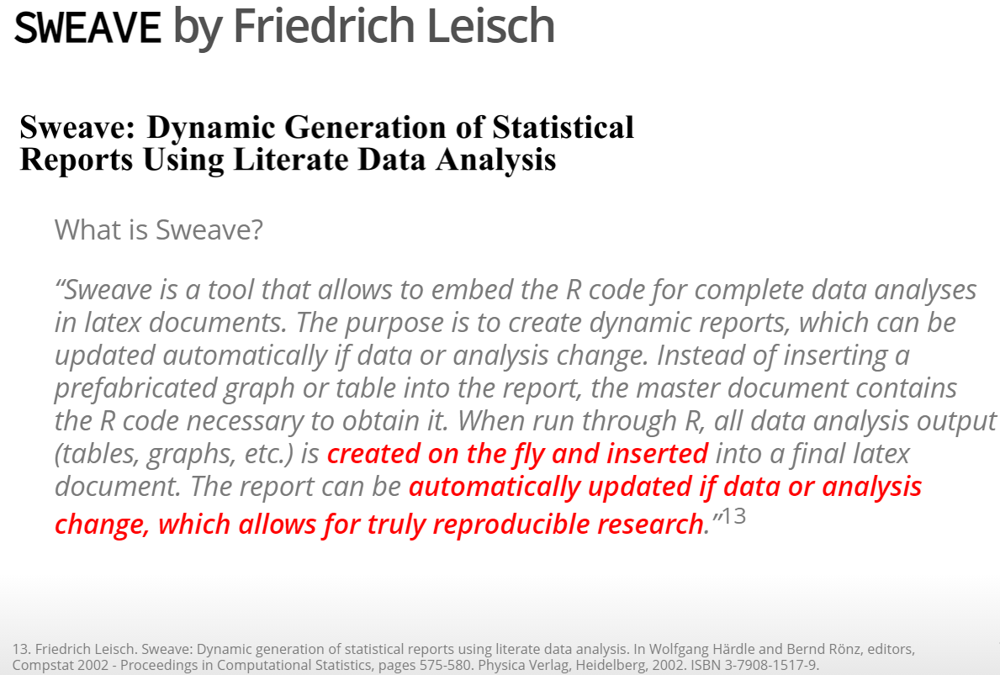 SWEAVE by Friedrich Leisch
Sweave: Dynamic Generation of Statistical
Reports Using Literate Data Analysis
What is Sweave?
“Sweave is a tool that allows to embed the R code for complete data analyses
in latex documents. The purpose is to create dynamic reports, which can be
updated automatically if data or analysis change. Instead of inserting a
prefabricated graph or table into the report, the master document contains
the R code necessary to obtain it. When run through R, all data analysis output
(tables, graphs, etc.) is created on the fly and inserted into a final latex
document. The report can be automatically updated if data or analysis
change, which allows for truly reproducible research.”13
13. Friedrich Leisch. Sweave: Dynamic generation of statistical reports using literate data analysis. In Wolfgang Härdle and Bernd Rönz, editors,
Compstat 2002 - Proceedings in Computational Statistics, pages 575-580. Physica Verlag, Heidelberg, 2002. ISBN 3-7908-1517-9.